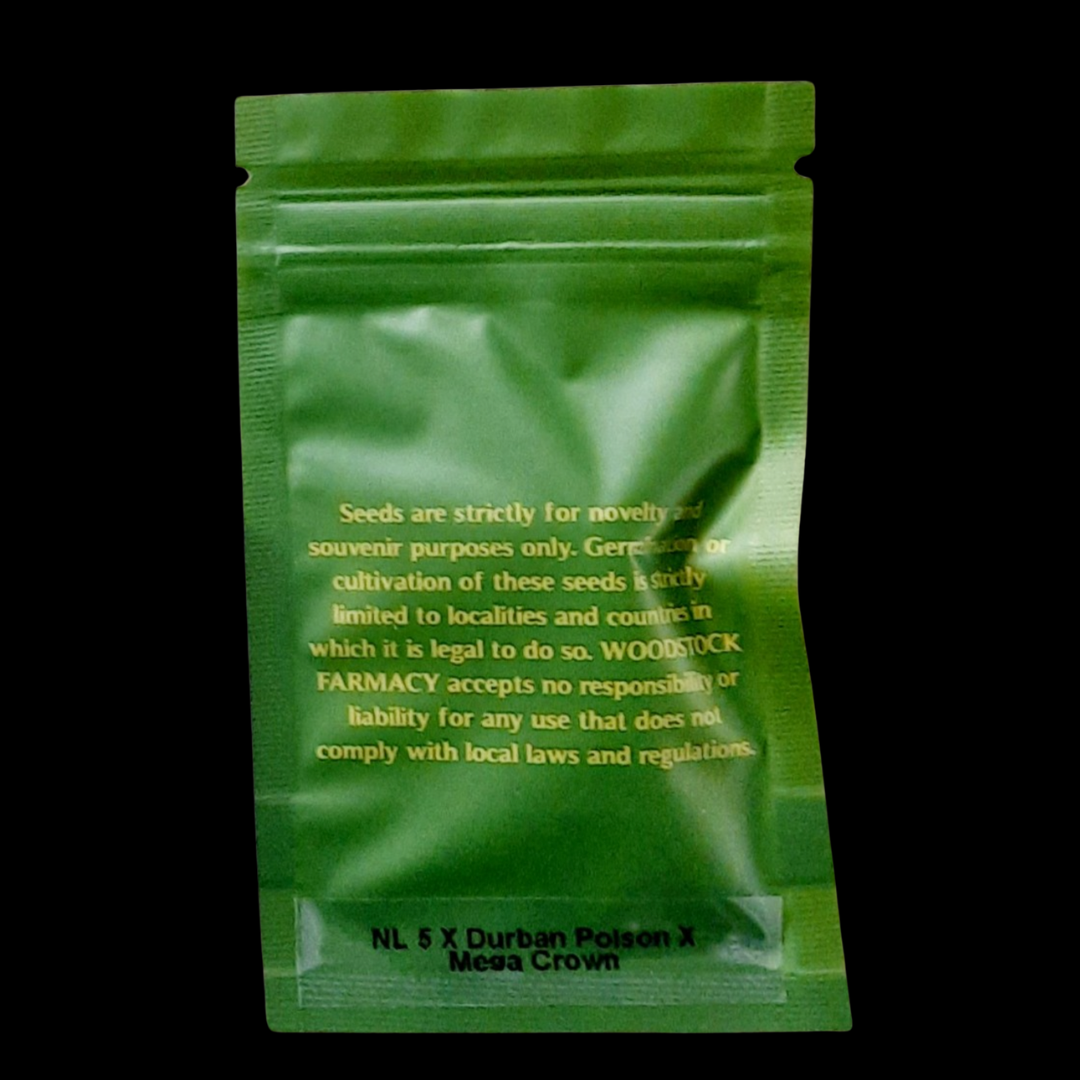 Seeds are strictly for novelty and
souvenir purposes only. Germination or
cultivation of these seeds is strictly
limited to localities and countries in
which it is legal to do so. WOODSTOCK
FARMACY accepts no responsibility or
liability for any use that does not
comply with local laws and regulations.
NL 5 X Durban Poison X
Mega Crown